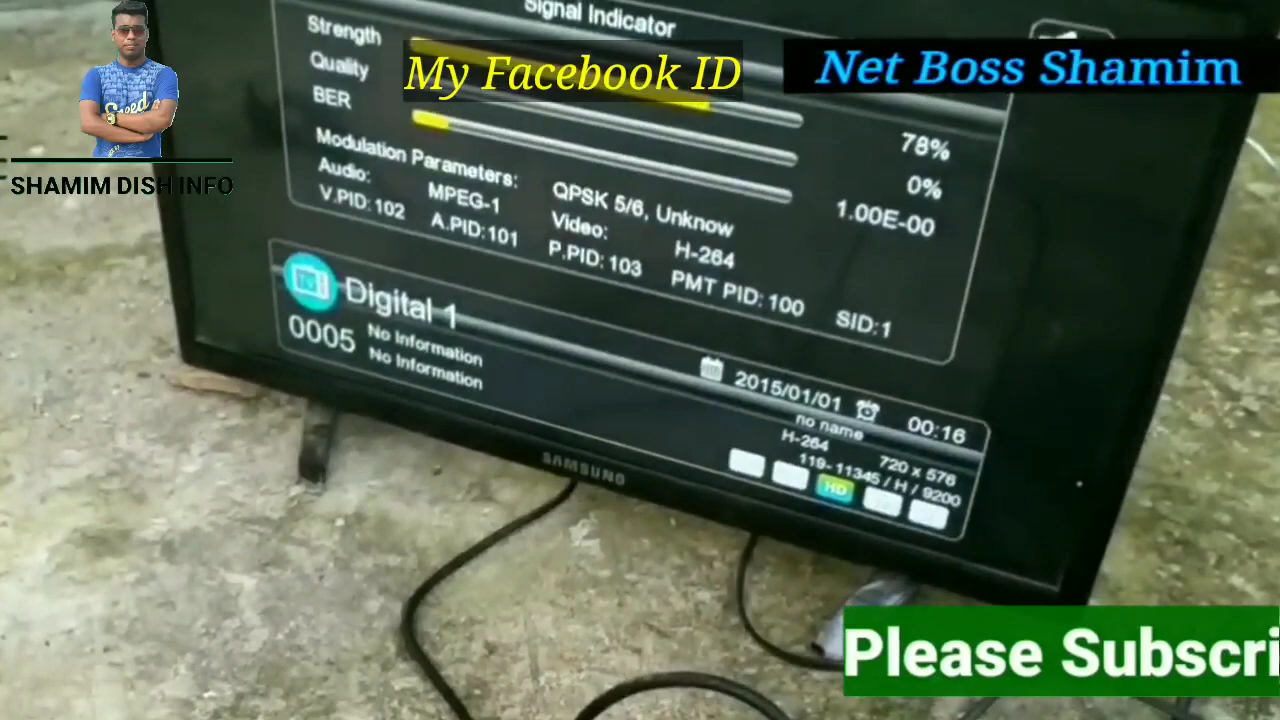 Signal Indicator
Strength
Quality
BER
My Facebook ID
Net Boss Shamim
SHAMIM DISH INFO
Speed
78%
0%
1.00E-00
Modulation Parameters:
QPSK 5/6, Unknow
Audio:
MPEG-1
Video:
H-264
V.PID: 102
A.PID:101
P.PID: 103
PMT PID: 100
SID: 1
TV
Digital 1
0005
No Information
No Information
2015/01/01
00:16
no name
H-264
720 x 576
119- 11345 / H / 9200
HD
SAMSUNG
Please Subscri